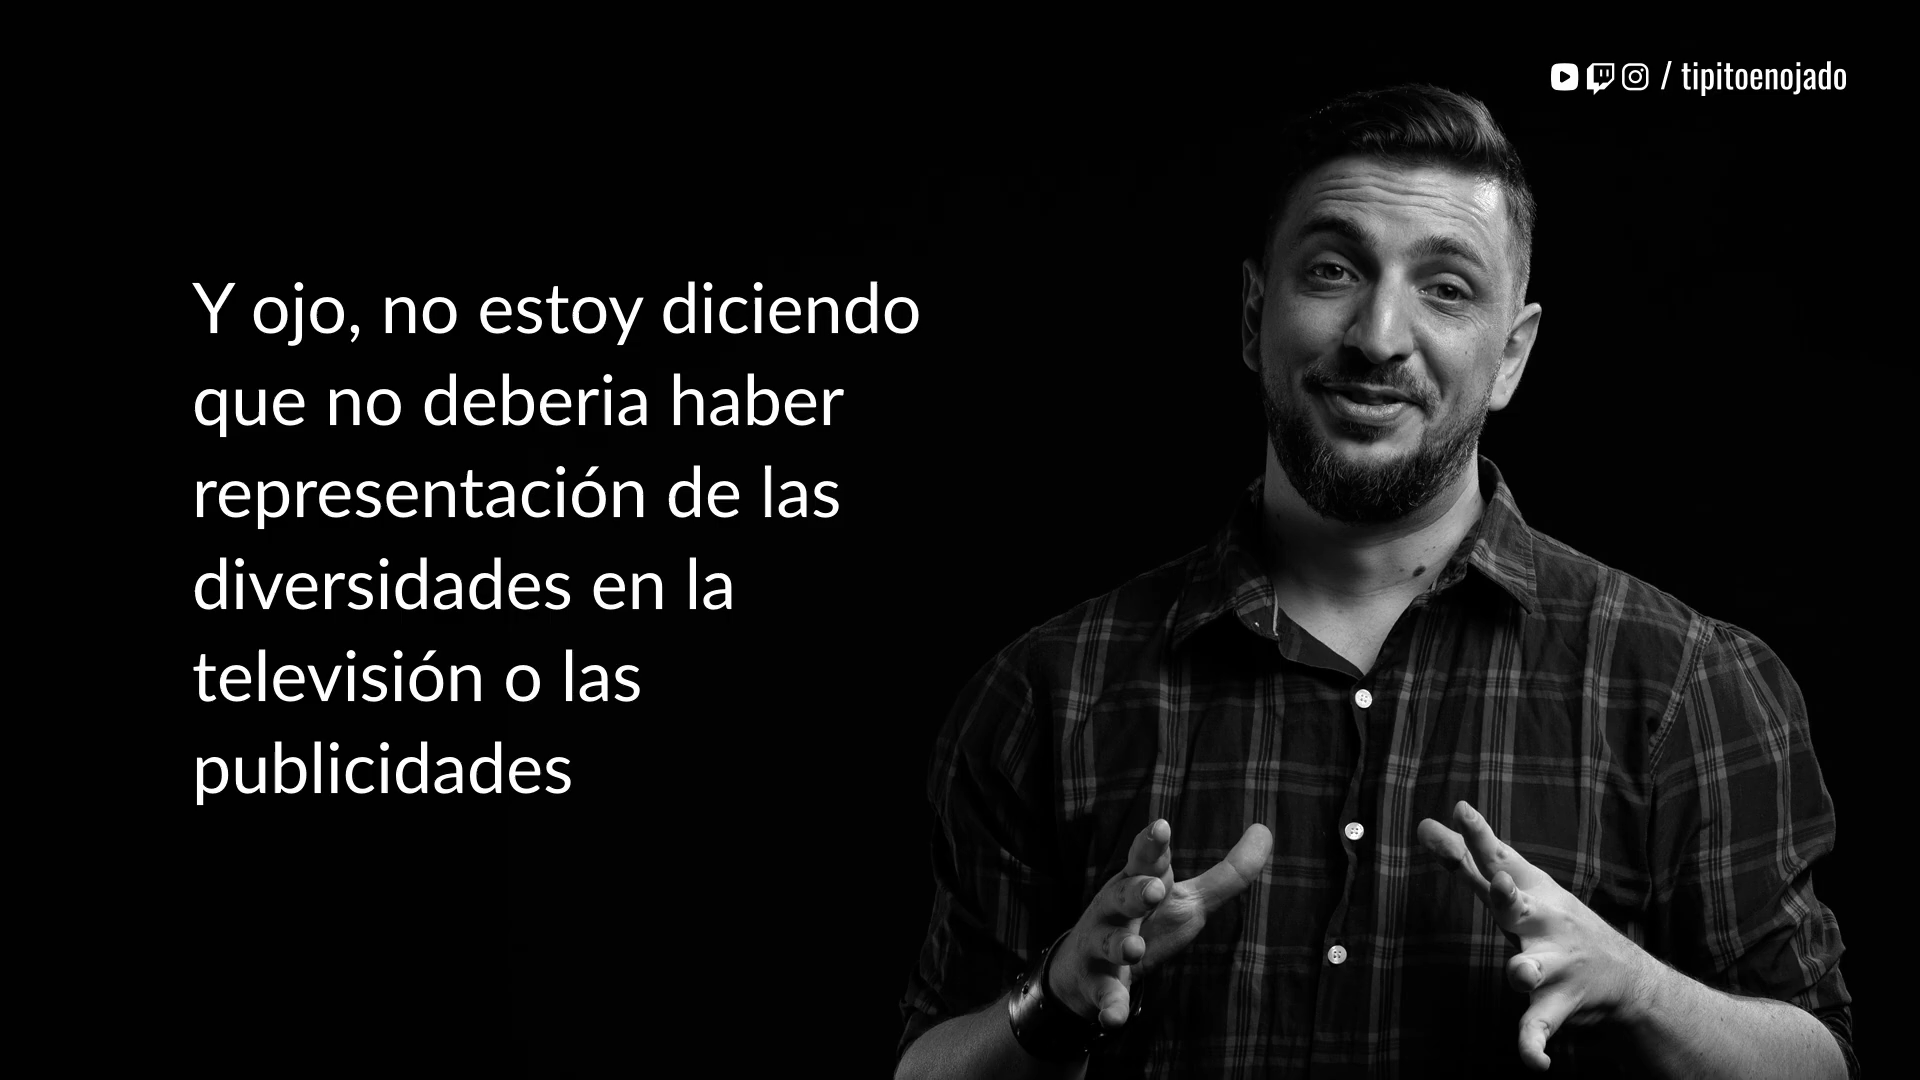 / tipitoenojado
Y ojo, no estoy diciendo
que no deberia haber
representación de las
diversidades en la
televisión o las
publicidades